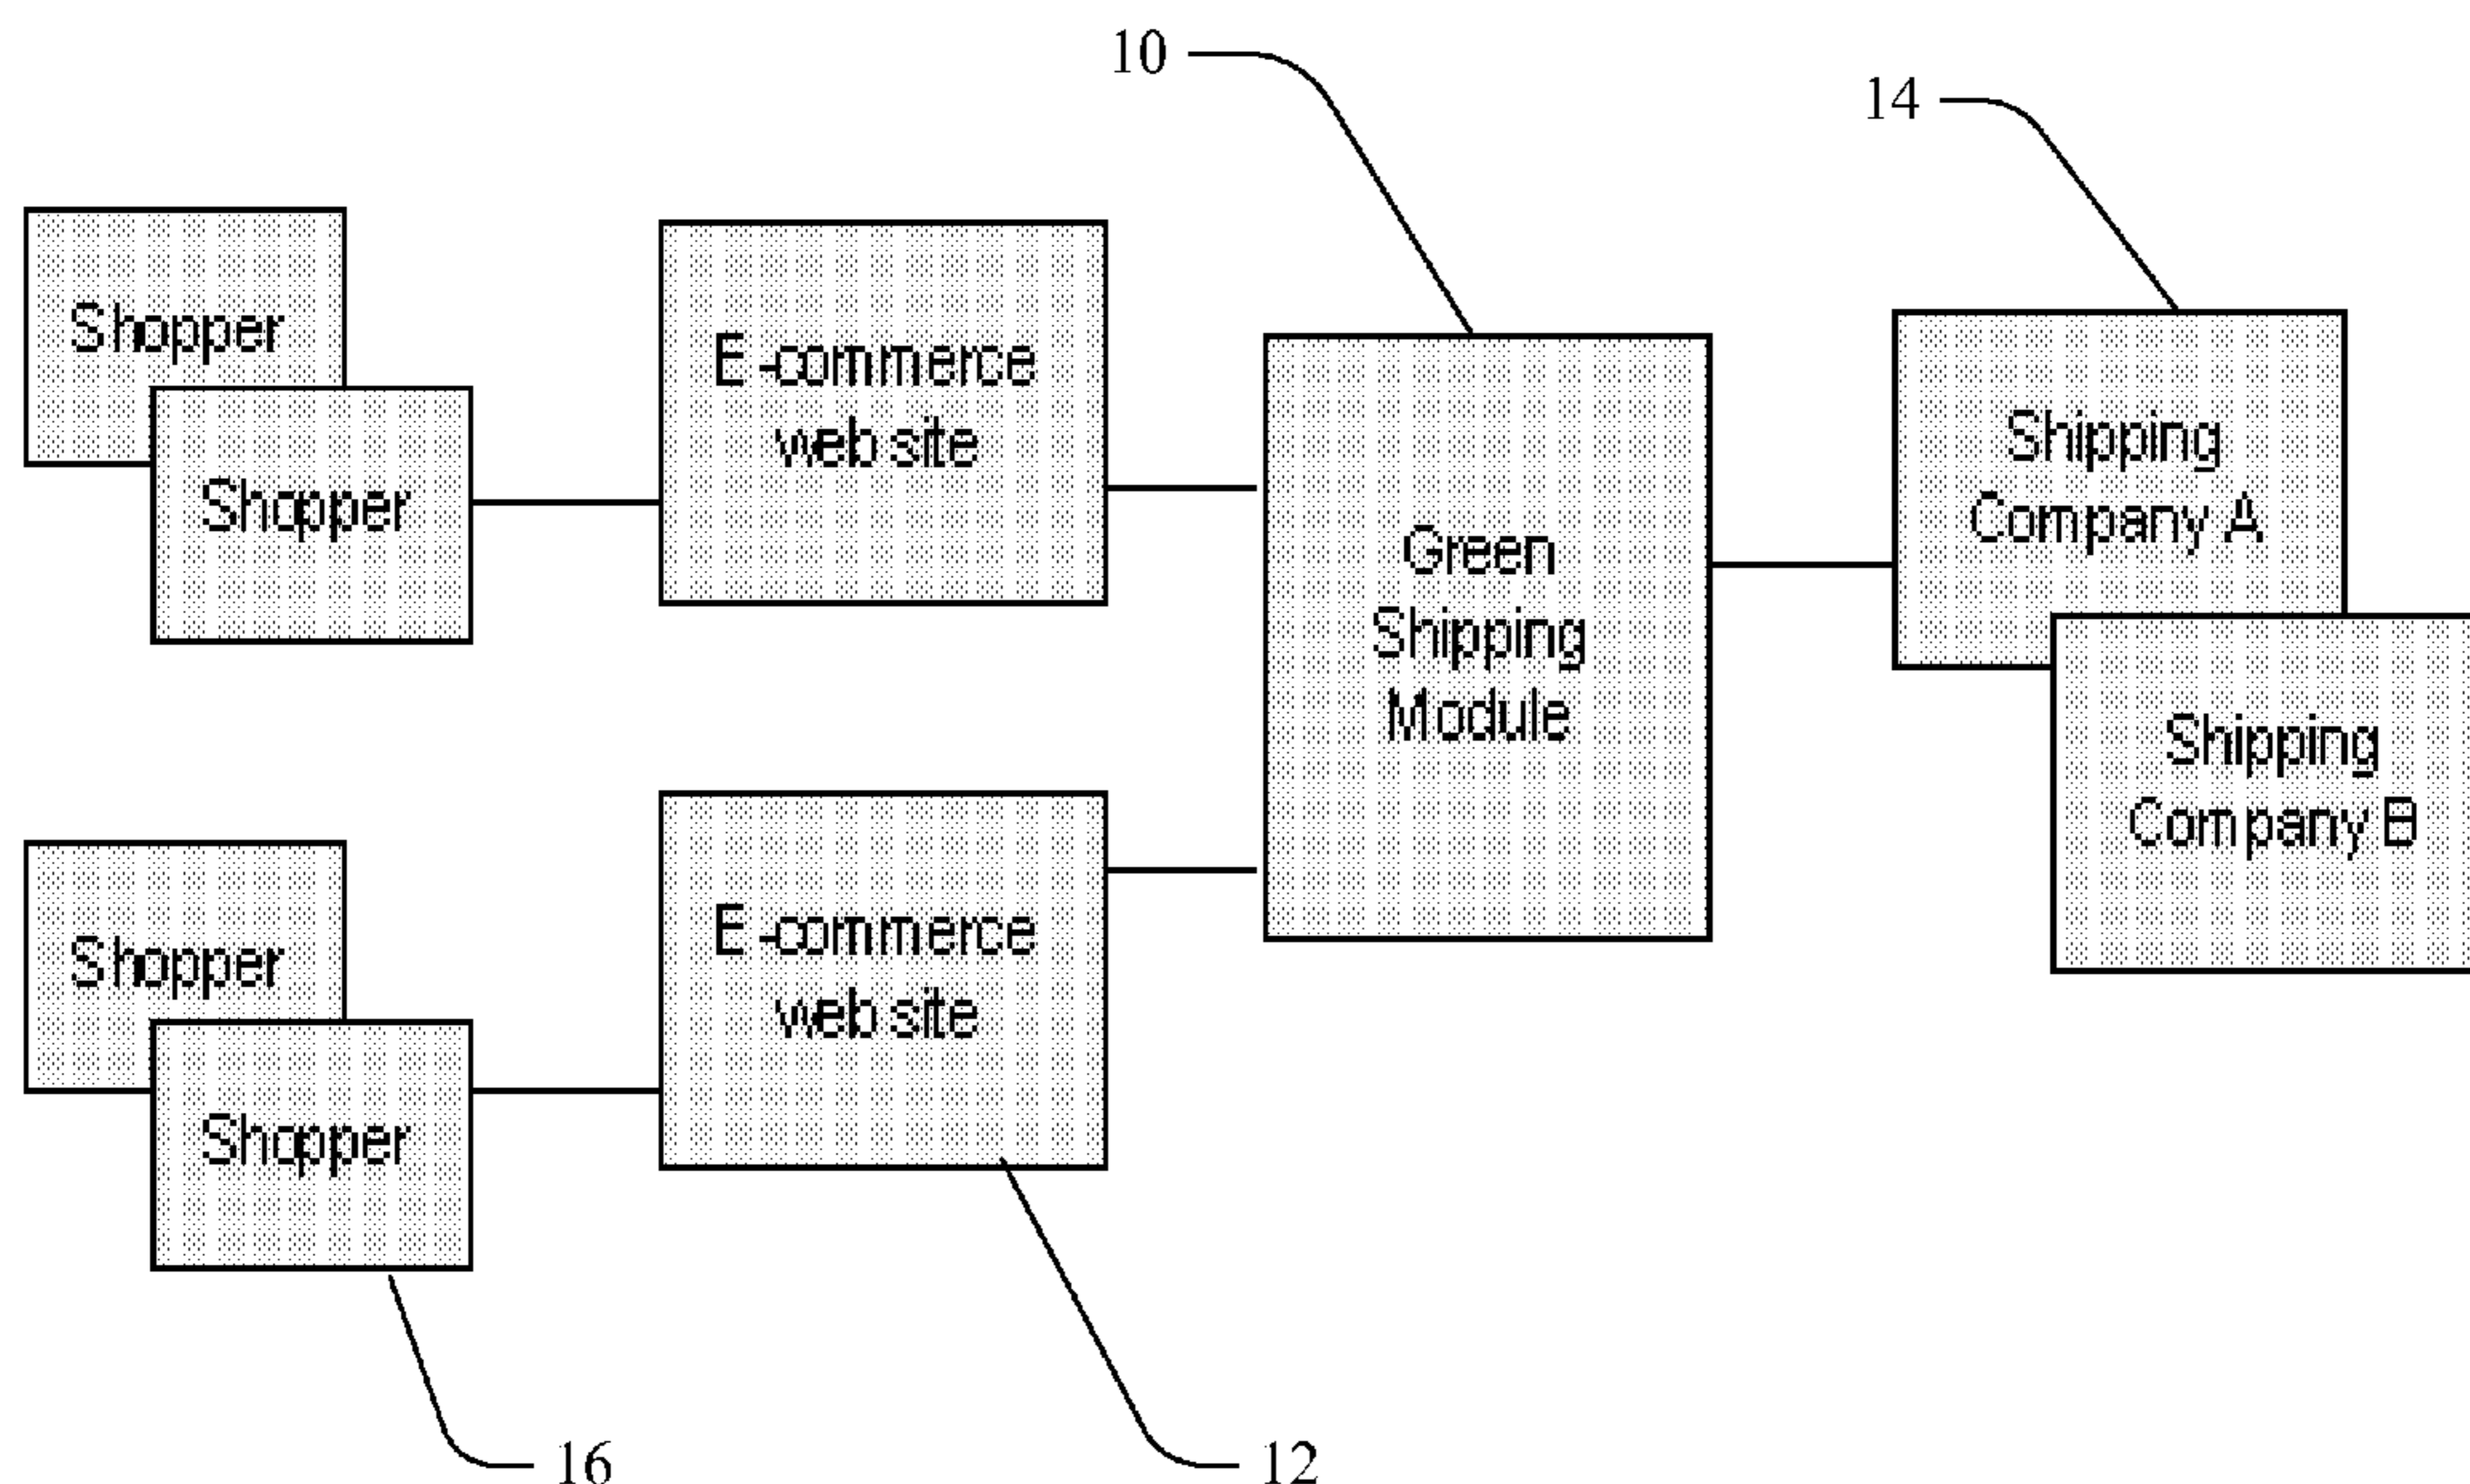 10
14
Shopper
Shopper
E-commerce
web site
Green
Shipping
Module
Shipping
Company A
Shipping
Company B
Shopper
Shopper
E-commerce
web site
16
12